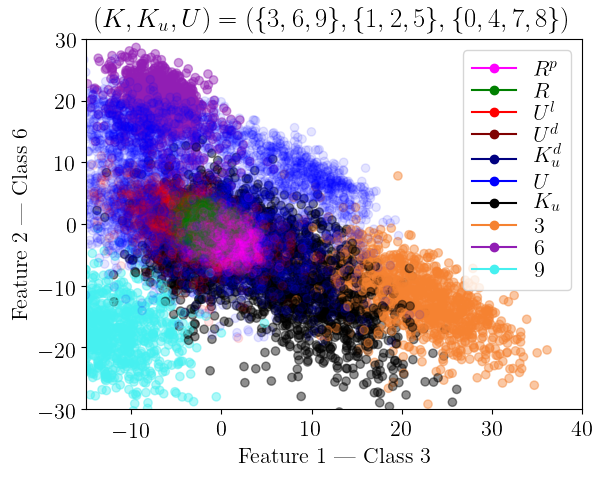 (K, K_u, U) = ({3, 6, 9}, {1, 2, 5}, {0, 4, 7, 8})
R^p
R
U^l
U^d
K_u^d
U
K_u
3
6
9
30
20
10
0
−10
−20
−30
Feature 2 — Class 6
−10
0
10
20
30
40
Feature 1 — Class 3